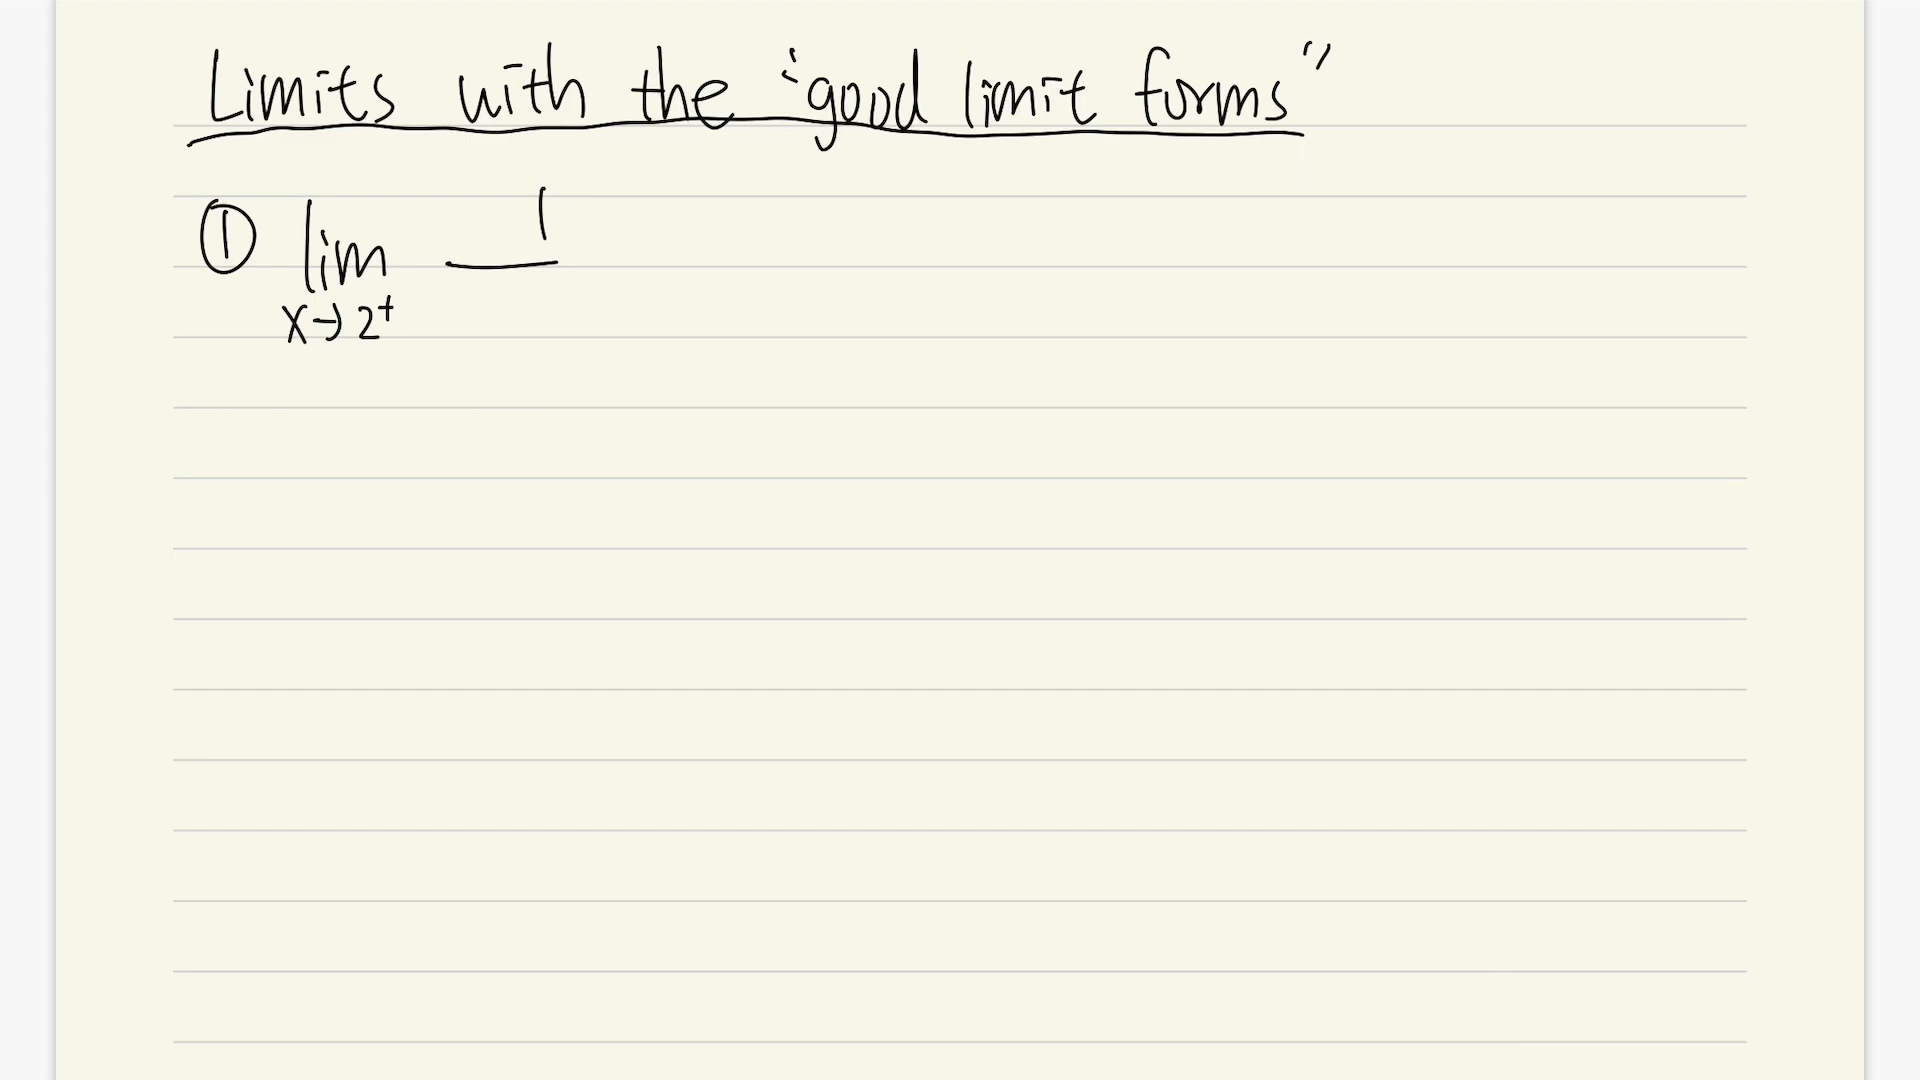 Limits with the "good limit forms"
① lim 1
x→2⁺